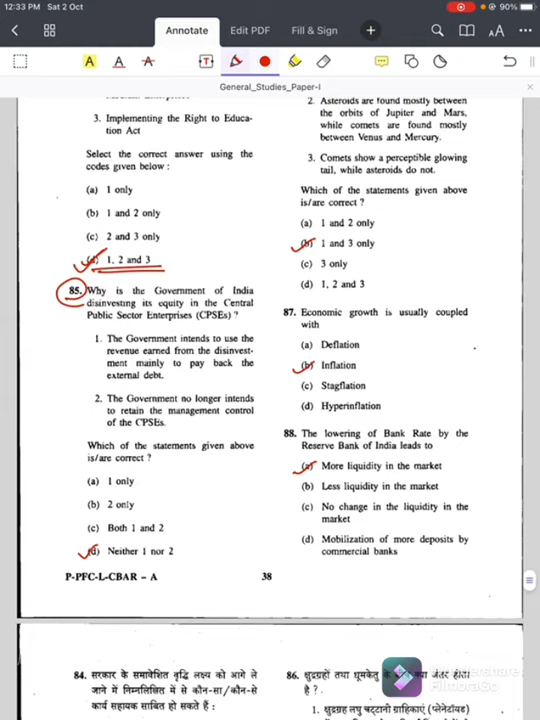 12:33 PM Sat 2 Oct
90%
Annotate
Edit PDF
Fill & Sign
AA
A
A
A
T
General_Studies_Paper-I
3. Implementing the Right to Educa-
tion Act
Select the correct answer using the
codes given below :
(a) 1 only
(b) 1 and 2 only
(c) 2 and 3 only
(d) 1, 2 and 3
85. Why is the Government of India
disinvesting its equity in the Central
Public Sector Enterprises (CPSEs) ?
1. The Government intends to use the
revenue earned from the disinvest-
ment mainly to pay back the
external debt.
2. The Government no longer intends
to retain the management control
of the CPSEs.
Which of the statements given above
is/are correct ?
(a) 1 only
(b) 2 only
(c) Both 1 and 2
(d) Neither 1 nor 2
2. Asteroids are found mostly between
the orbits of Jupiter and Mars,
while comets are found mostly
between Venus and Mercury.
3. Comets show a perceptible glowing
tail, while asteroids do not.
Which of the statements given above
is/are correct ?
(a) 1 and 2 only
(b) 1 and 3 only
(c) 3 only
(d) 1, 2 and 3
87. Economic growth is usually coupled
with
(a) Deflation
(b) Inflation
(c) Stagflation
(d) Hyperinflation
88. The lowering of Bank Rate by the
Reserve Bank of India leads to
(a) More liquidity in the market
(b) Less liquidity in the market
(c) No change in the liquidity in the
market
(d) Mobilization of more deposits by
commercial banks
P-PFC-L-CBAR – A
38
84. सरकार के समावेशित वृद्धि लक्ष्य को आगे ले
जाने में निम्नलिखित में से कौन-सा/कौन-से
कार्य सहायक साबित हो सकते हैं :
86. क्षुद्रग्रहों तथा धूमकेतु के क्या अंतर होता
है ?
1. क्षुद्रग्रह लघु चट्टानी ग्रहिकाएं (प्लेनेटॉयड)